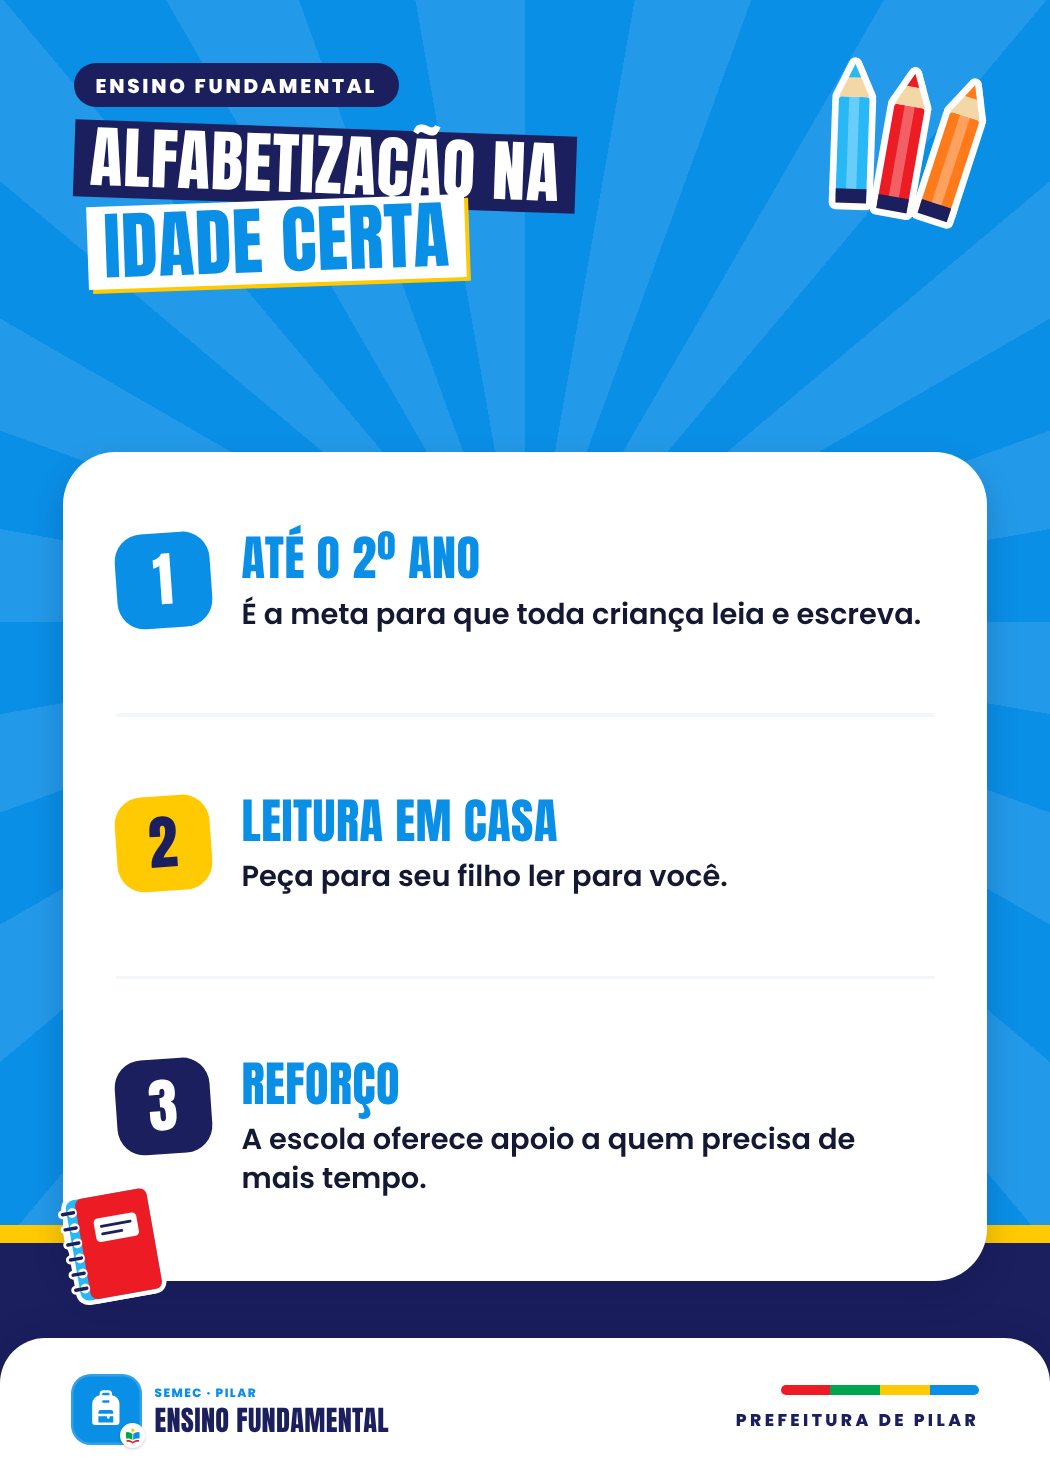 ENSINO FUNDAMENTAL
ALFABETIZAÇÃO NA
IDADE CERTA
1
ATÉ O 2º ANO
É a meta para que toda criança leia e escreva.
2
LEITURA EM CASA
Peça para seu filho ler para você.
3
REFORÇO
A escola oferece apoio a quem precisa de
mais tempo.
SEMEC · PILAR
ENSINO FUNDAMENTAL
PREFEITURA DE PILAR